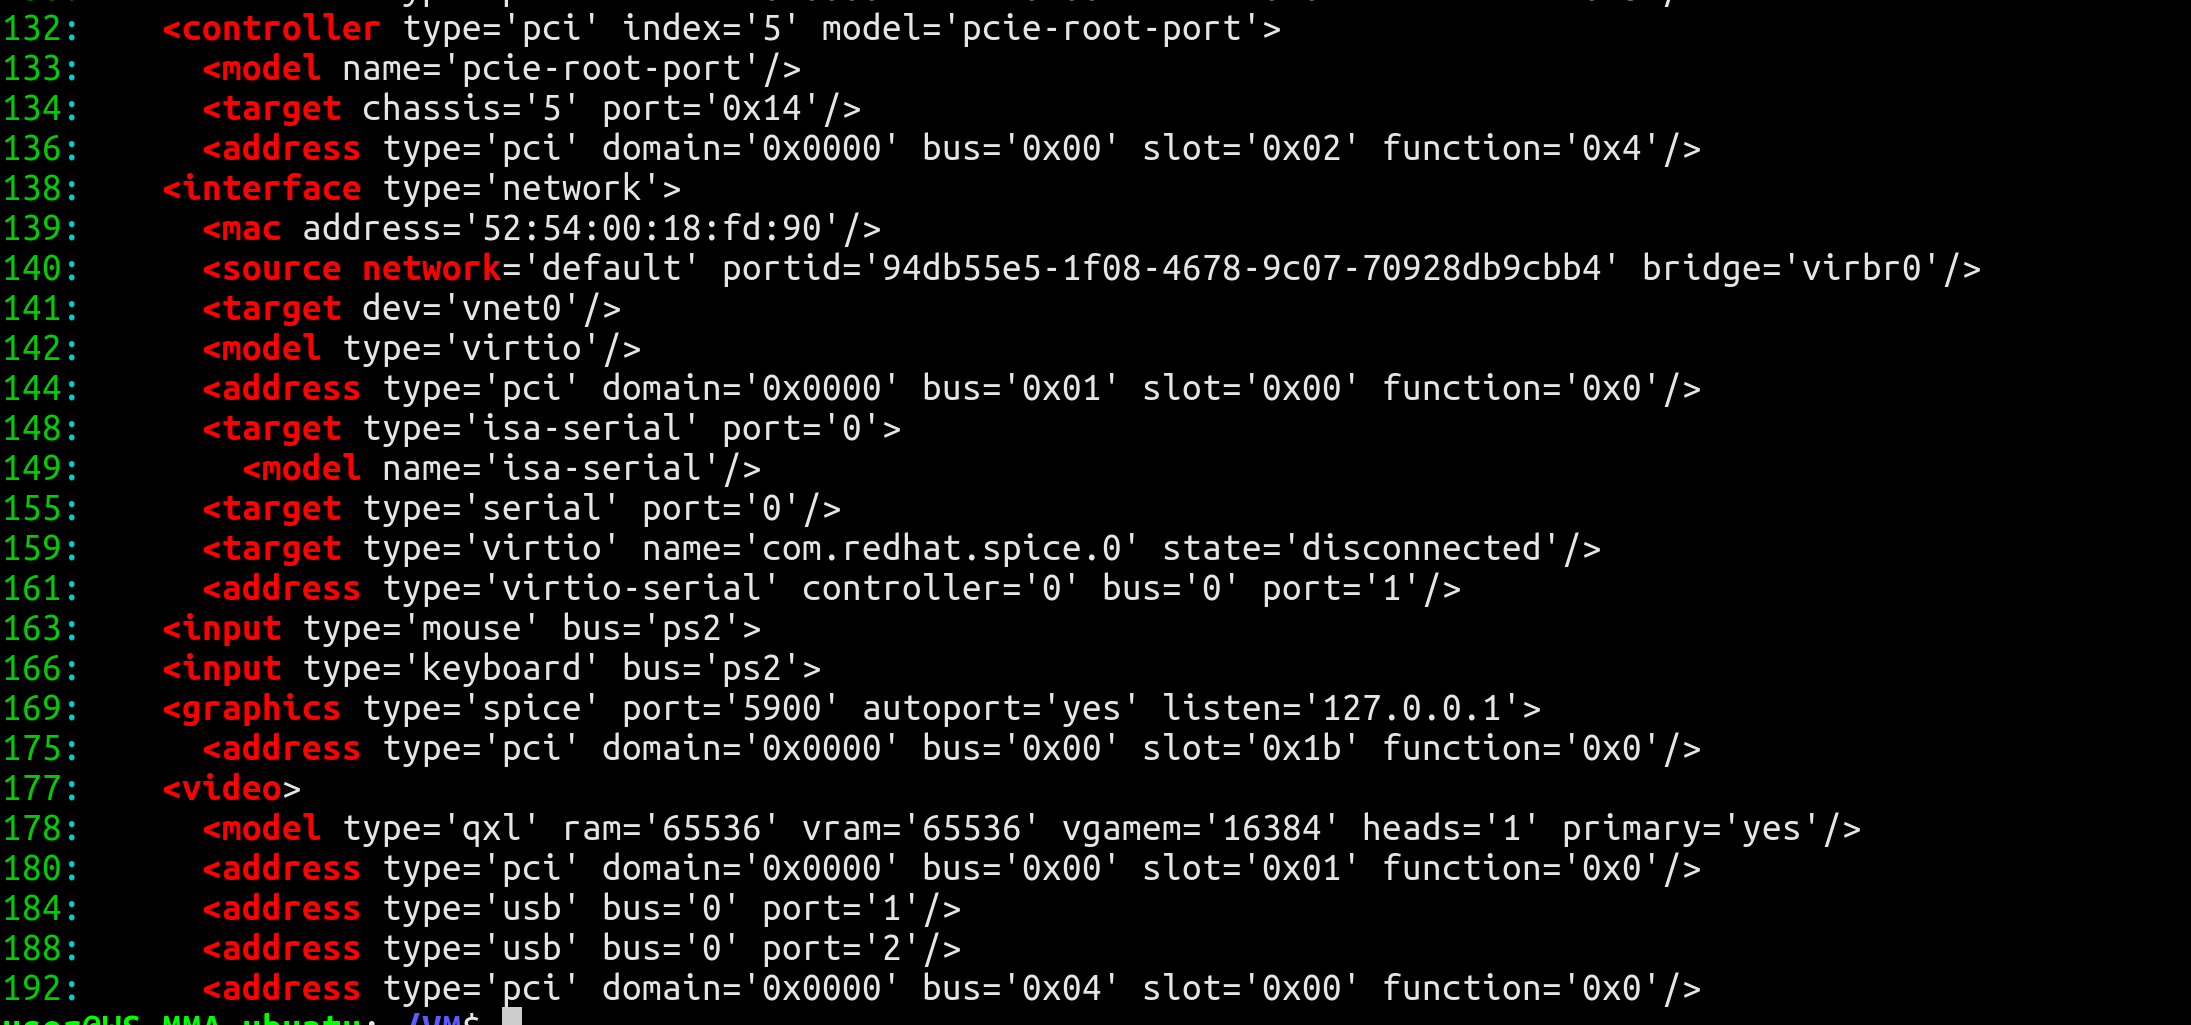 132:    <controller type='pci' index='5' model='pcie-root-port'>
133:      <model name='pcie-root-port'/>
134:      <target chassis='5' port='0x14'/>
136:      <address type='pci' domain='0x0000' bus='0x00' slot='0x02' function='0x4'/>
138:    <interface type='network'>
139:      <mac address='52:54:00:18:fd:90'/>
140:      <source network='default' portid='94db55e5-1f08-4678-9c07-70928db9cbb4' bridge='virbr0'/>
141:      <target dev='vnet0'/>
142:      <model type='virtio'/>
144:      <address type='pci' domain='0x0000' bus='0x01' slot='0x00' function='0x0'/>
148:      <target type='isa-serial' port='0'>
149:        <model name='isa-serial'/>
155:      <target type='serial' port='0'/>
159:      <target type='virtio' name='com.redhat.spice.0' state='disconnected'/>
161:      <address type='virtio-serial' controller='0' bus='0' port='1'/>
163:    <input type='mouse' bus='ps2'>
166:    <input type='keyboard' bus='ps2'>
169:    <graphics type='spice' port='5900' autoport='yes' listen='127.0.0.1'>
175:      <address type='pci' domain='0x0000' bus='0x00' slot='0x1b' function='0x0'/>
177:    <video>
178:      <model type='qxl' ram='65536' vram='65536' vgamem='16384' heads='1' primary='yes'/>
180:      <address type='pci' domain='0x0000' bus='0x00' slot='0x01' function='0x0'/>
184:      <address type='usb' bus='0' port='1'/>
188:      <address type='usb' bus='0' port='2'/>
192:      <address type='pci' domain='0x0000' bus='0x04' slot='0x00' function='0x0'/>